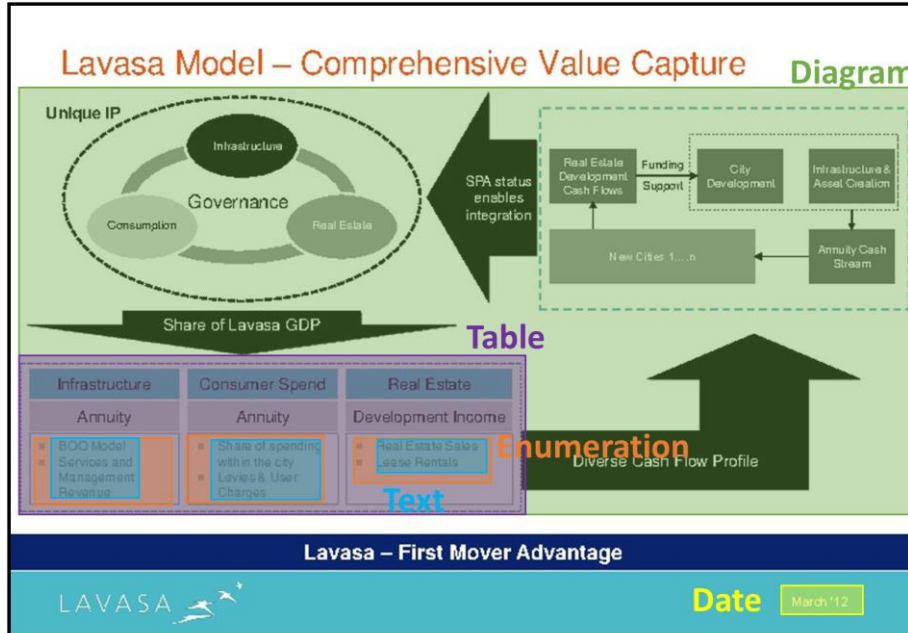 Lavasa Model – Comprehensive Value Capture
Diagram
Unique IP
Infrastructure
Governance
Consumption
Real Estate
SPA status
enables
integration
Real Estate
Development
Cash Flows
Funding
Support
City
Development
Infrastructure &
Asset Creation
New Cities 1....n
Annuity Cash
Stream
Share of Lavasa GDP
Table
Infrastructure
Consumer Spend
Real Estate
Annuity
Annuity
Development Income
BOO Model
Services and
Management
Revenue
Share of spending
within the city
Levies & User
Charges
Real Estate Sales
Lease Rentals
Enumeration
Text
Diverse Cash Flow Profile
Lavasa – First Mover Advantage
LAVASA
Date
March '12